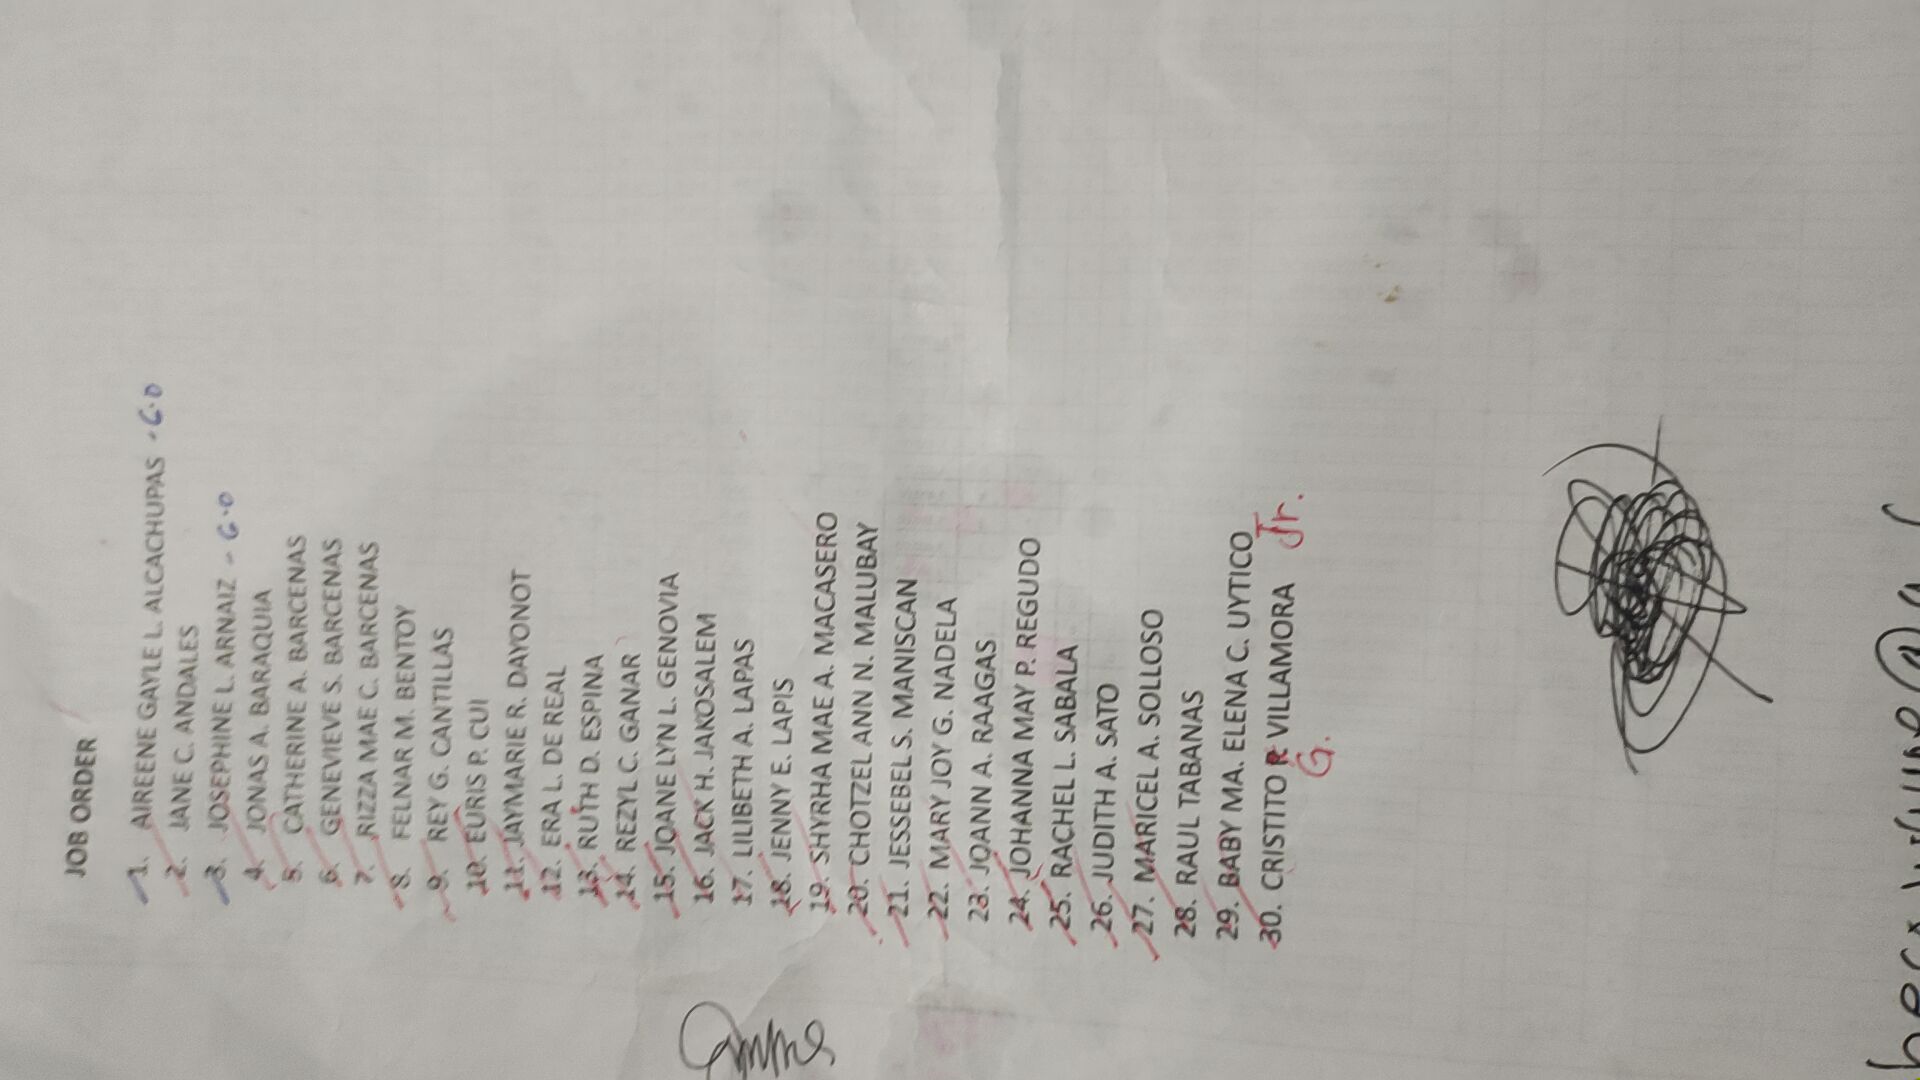 JOB ORDER
1. AIREENE GAYLE L. ALCACHUPAS - C.O
2. JANE C. ANDALES
3. JOSEPHINE L. ARNAIZ - C.O
4. JONAS A. BARAQUIA
5. CATHERINE A. BARCENAS
6. GENEVIEVE S. BARCENAS
7. RIZZA MAE C. BARCENAS
8. FELNAR M. BENTOY
9. REY G. CANTILLAS
10. EURIS P. CUI
11. JAYMARIE R. DAYONOT
12. ERA L. DE REAL
13. RUTH D. ESPINA
14. REZYL C. GANAR
15. JOANE LYN L. GENOVIA
16. JACK H. JAKOSALEM
17. LILIBETH A. LAPAS
18. JENNY E. LAPIS
19. SHYRHA MAE A. MACASERO
20. CHOTZEL ANN N. MALUBAY
21. JESSEBEL S. MANISCAN
22. MARY JOY G. NADELA
23. JOANN A. RAAGAS
24. JOHANNA MAY P. REGUDO
25. RACHEL L. SABALA
26. JUDITH A. SATO
27. MARICEL A. SOLLOSO
28. RAUL TABANAS
29. BABY MA. ELENA C. UYTICO
30. CRISTITO R VILLAMORA Jr.
G.